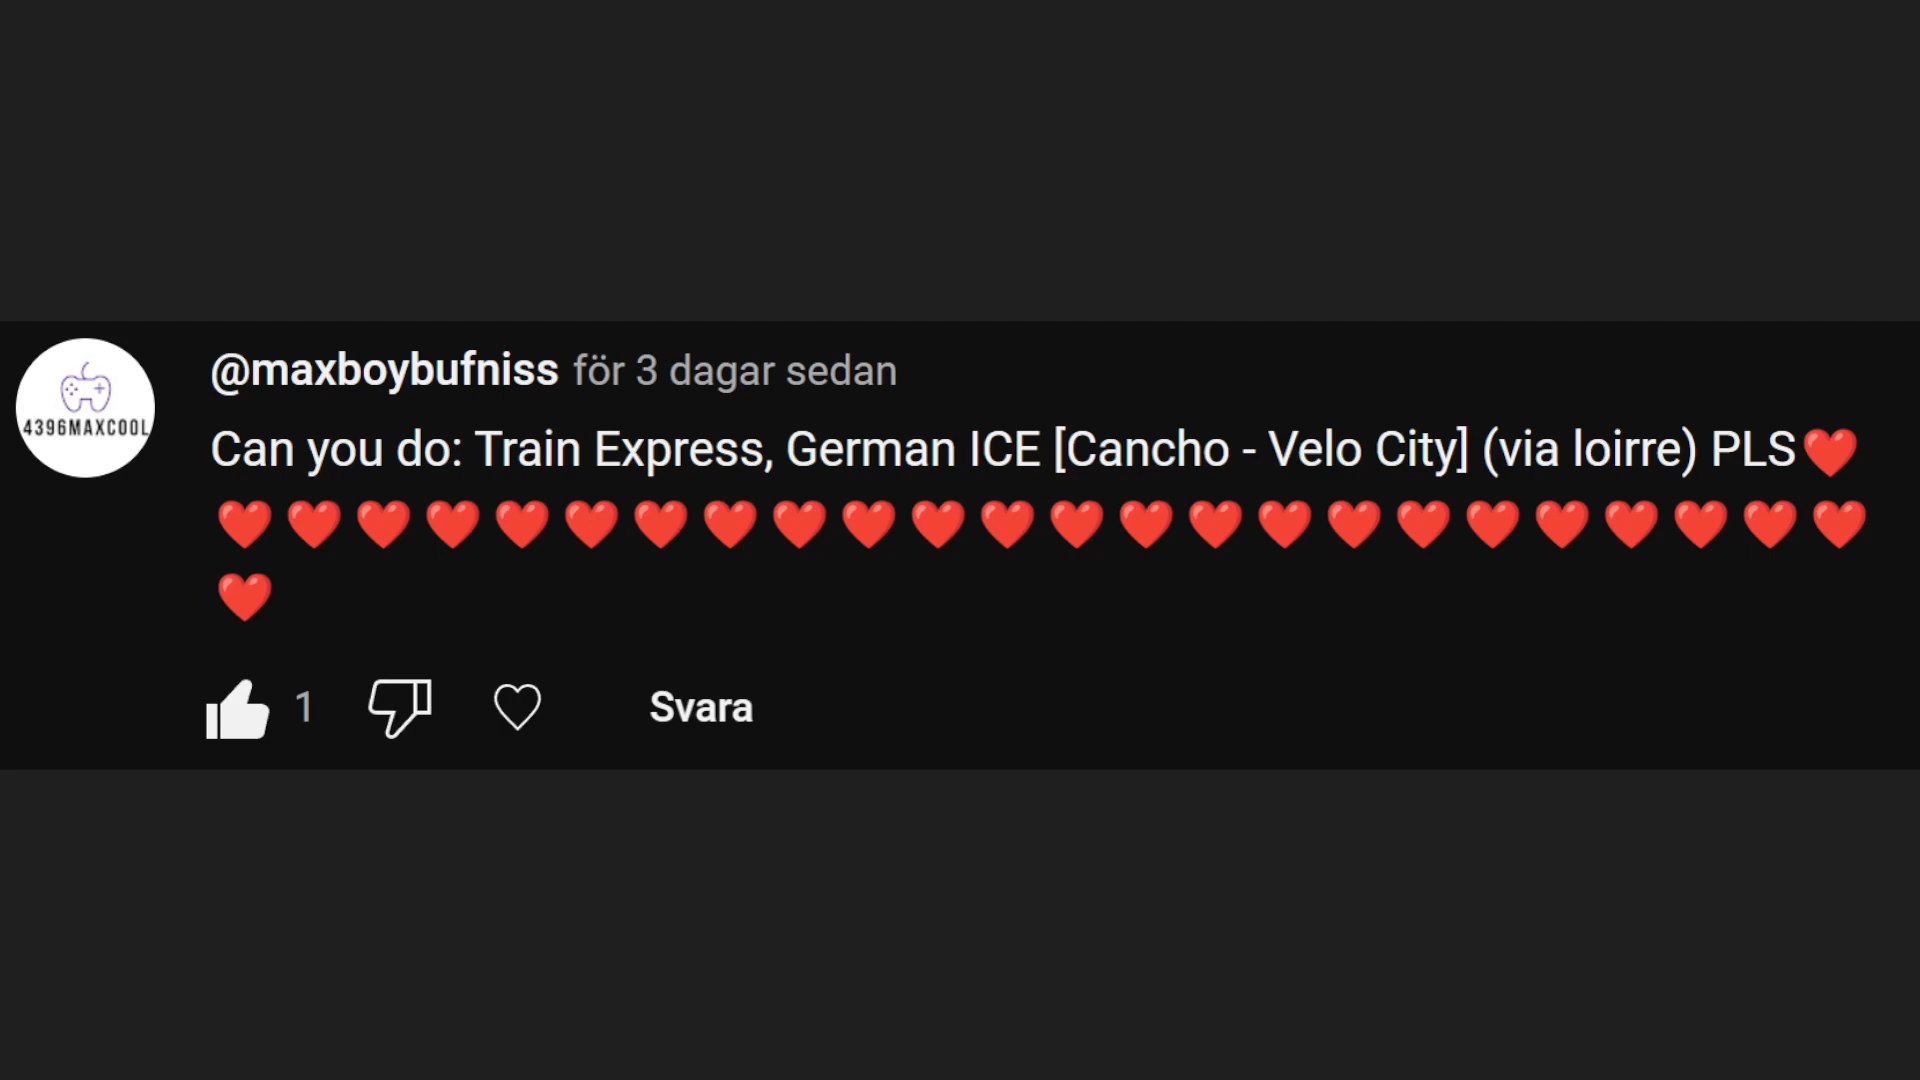 4396MAXCOOL
@maxboybufniss för 3 dagar sedan
Can you do: Train Express, German ICE [Cancho - Velo City] (via loirre) PLS❤️
❤️❤️❤️❤️❤️❤️❤️❤️❤️❤️❤️❤️❤️❤️❤️❤️❤️❤️❤️❤️❤️❤️❤️❤️
❤️
1 Svara